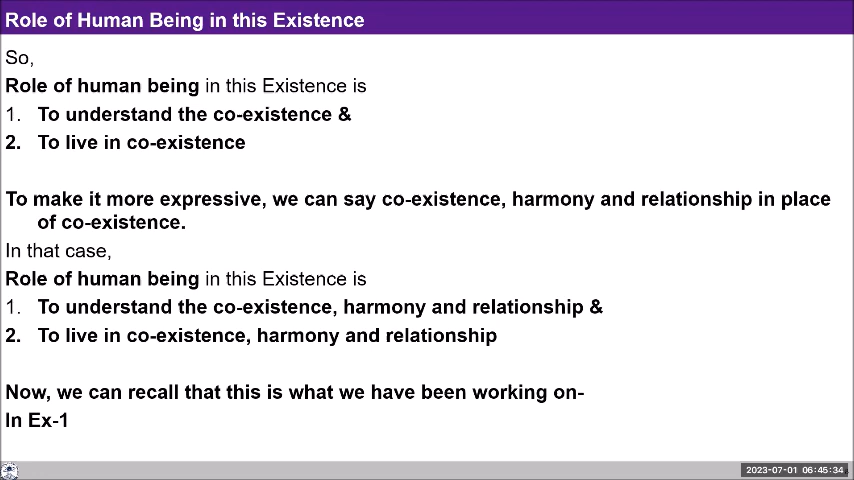 Role of Human Being in this Existence
So,
Role of human being in this Existence is
1. To understand the co-existence &
2. To live in co-existence
To make it more expressive, we can say co-existence, harmony and relationship in place
of co-existence.
In that case,
Role of human being in this Existence is
1. To understand the co-existence, harmony and relationship &
2. To live in co-existence, harmony and relationship
Now, we can recall that this is what we have been working on-
In Ex-1
2023-07-01 06:45:34